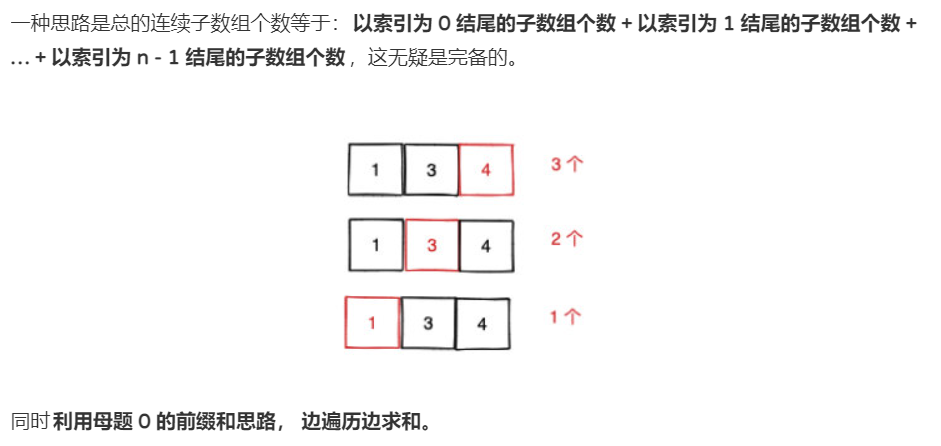 一种思路是总的连续子数组个数等于：以索引为 0 结尾的子数组个数 + 以索引为 1 结尾的子数组个数 +
... + 以索引为 n - 1 结尾的子数组个数，这无疑是完备的。
1 3 4 3 个
1 3 4 2 个
1 3 4 1 个
同时利用母题 0 的前缀和思路， 边遍历边求和。